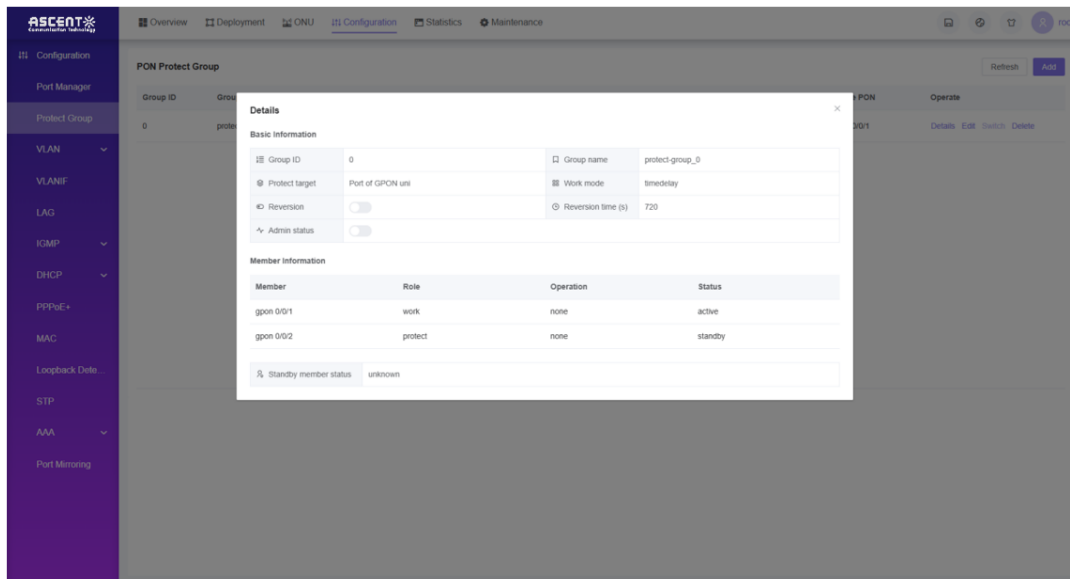 ASCENT
Communication Technology
Overview Deployment ONU Configuration Statistics Maintenance
Configuration
PON Protect Group
Refresh Add
Port Manager
Group ID
PON
Operate
Protect Group
0
Details Edit Switch Delete
VLAN
VLANIF
LAG
IGMP
DHCP
PPPoE+
MAC
STP
AAA
Port Mirroring
Details
Basic Information
Group ID 0 Group name protect-group_0
Protect target Port of GPON uni Work mode timedelay
Reversion Reversion time (s) 720
Admin status
Member Information
Member Role Operation Status
gpon 0/0/1 work none active
gpon 0/0/2 protect none standby
Standby member status unknown